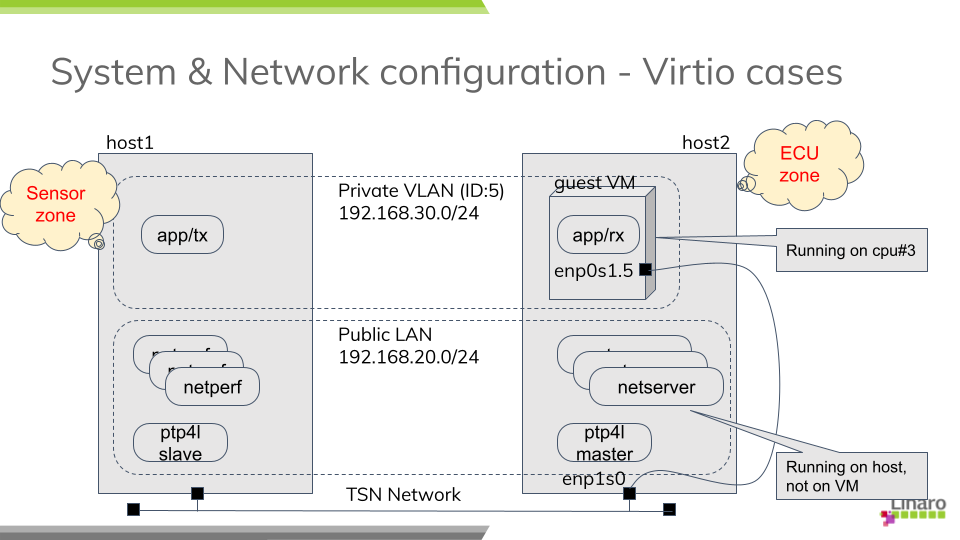 System & Network configuration - Virtio cases
host1
host2
Sensor
zone
ECU
zone
Private VLAN (ID:5)
192.168.30.0/24
guest VM
app/tx
app/rx
enp0s1.5
Running on cpu#3
Public LAN
192.168.20.0/24
netperf
netserver
ptp4l
slave
ptp4l
master
enp1s0
Running on host,
not on VM
TSN Network
Linaro